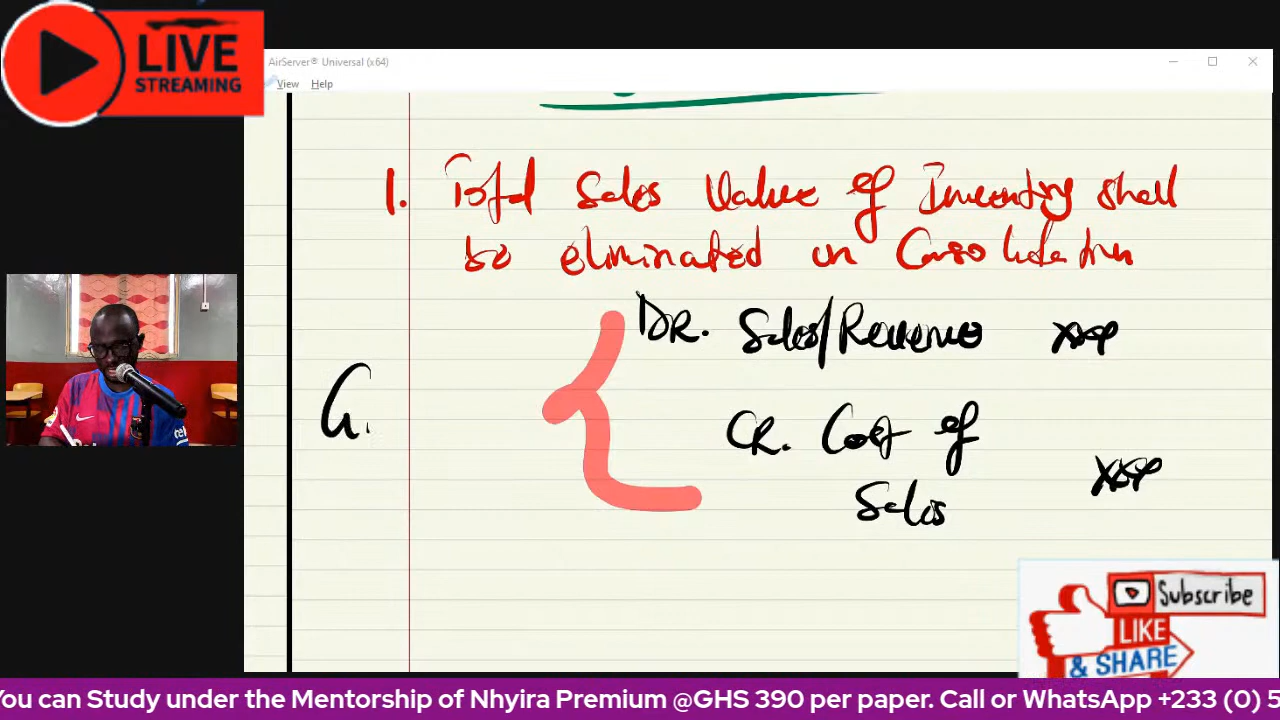 LIVE
STREAMING
AirServer® Universal (x64)
View Help
1. Total Sales Value of Inventory shall
be eliminated on Consolidation
DR. Sales/Revenue xxx
G.
CR. Cost of
Sales xxx
Subscribe
LIKE
& SHARE
You can Study under the Mentorship of Nhyira Premium @GHS 390 per paper. Call or WhatsApp +233 (0) 5